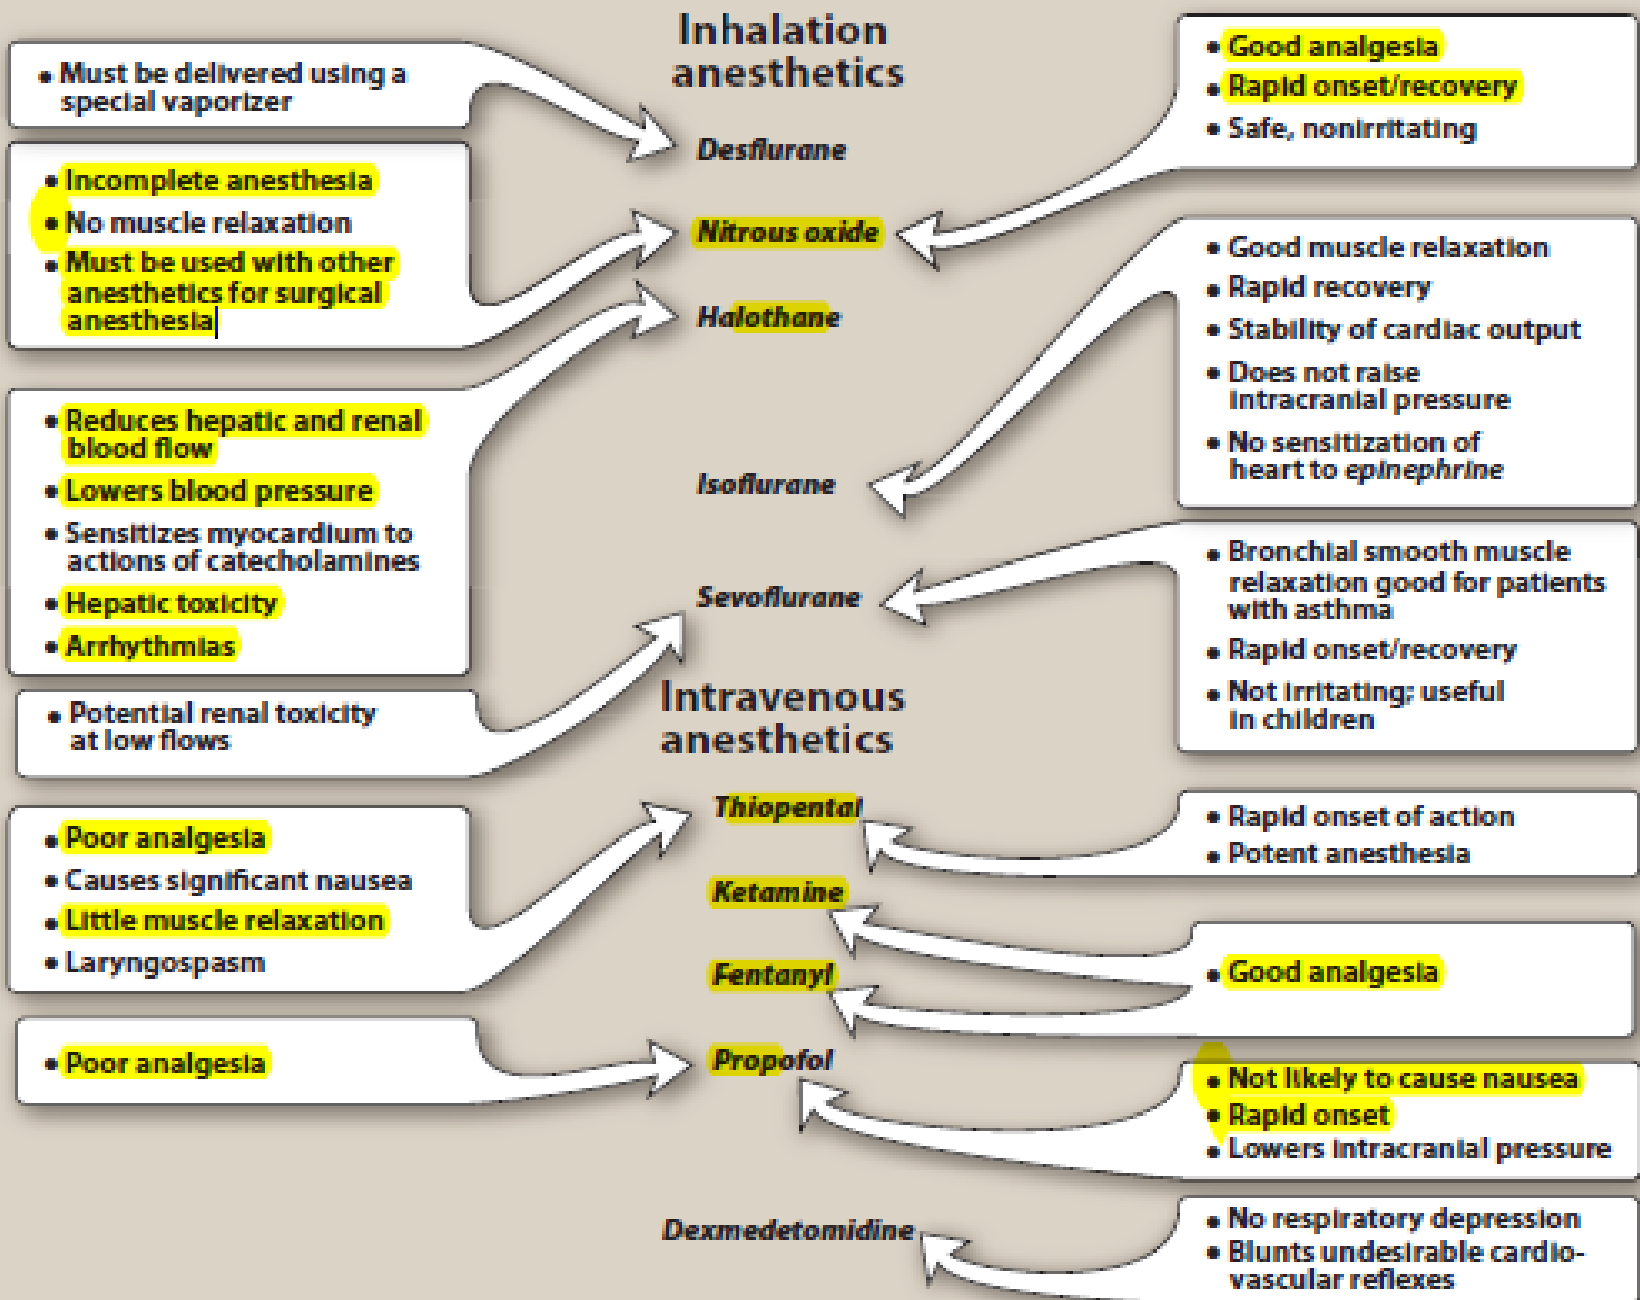 Inhalation
anesthetics
• Must be delivered using a
special vaporizer
Desflurane
• Good analgesia
• Rapid onset/recovery
• Safe, nonirritating
• Incomplete anesthesia
• No muscle relaxation
• Must be used with other
anesthetics for surgical
anesthesia
Nitrous oxide
Halothane
• Good muscle relaxation
• Rapid recovery
• Stability of cardiac output
• Does not raise
intracranial pressure
• No sensitization of
heart to epinephrine
• Reduces hepatic and renal
blood flow
• Lowers blood pressure
• Sensitizes myocardium to
actions of catecholamines
• Hepatic toxicity
• Arrhythmias
Isoflurane
Sevoflurane
• Bronchial smooth muscle
relaxation good for patients
with asthma
• Rapid onset/recovery
• Not irritating; useful
in children
• Potential renal toxicity
at low flows
Intravenous
anesthetics
• Poor analgesia
• Causes significant nausea
• Little muscle relaxation
• Laryngospasm
Thiopental
• Rapid onset of action
• Potent anesthesia
Ketamine
Fentanyl
• Good analgesia
• Poor analgesia
Propofol
• Not likely to cause nausea
• Rapid onset
• Lowers intracranial pressure
Dexmedetomidine
• No respiratory depression
• Blunts undesirable cardio-
vascular reflexes